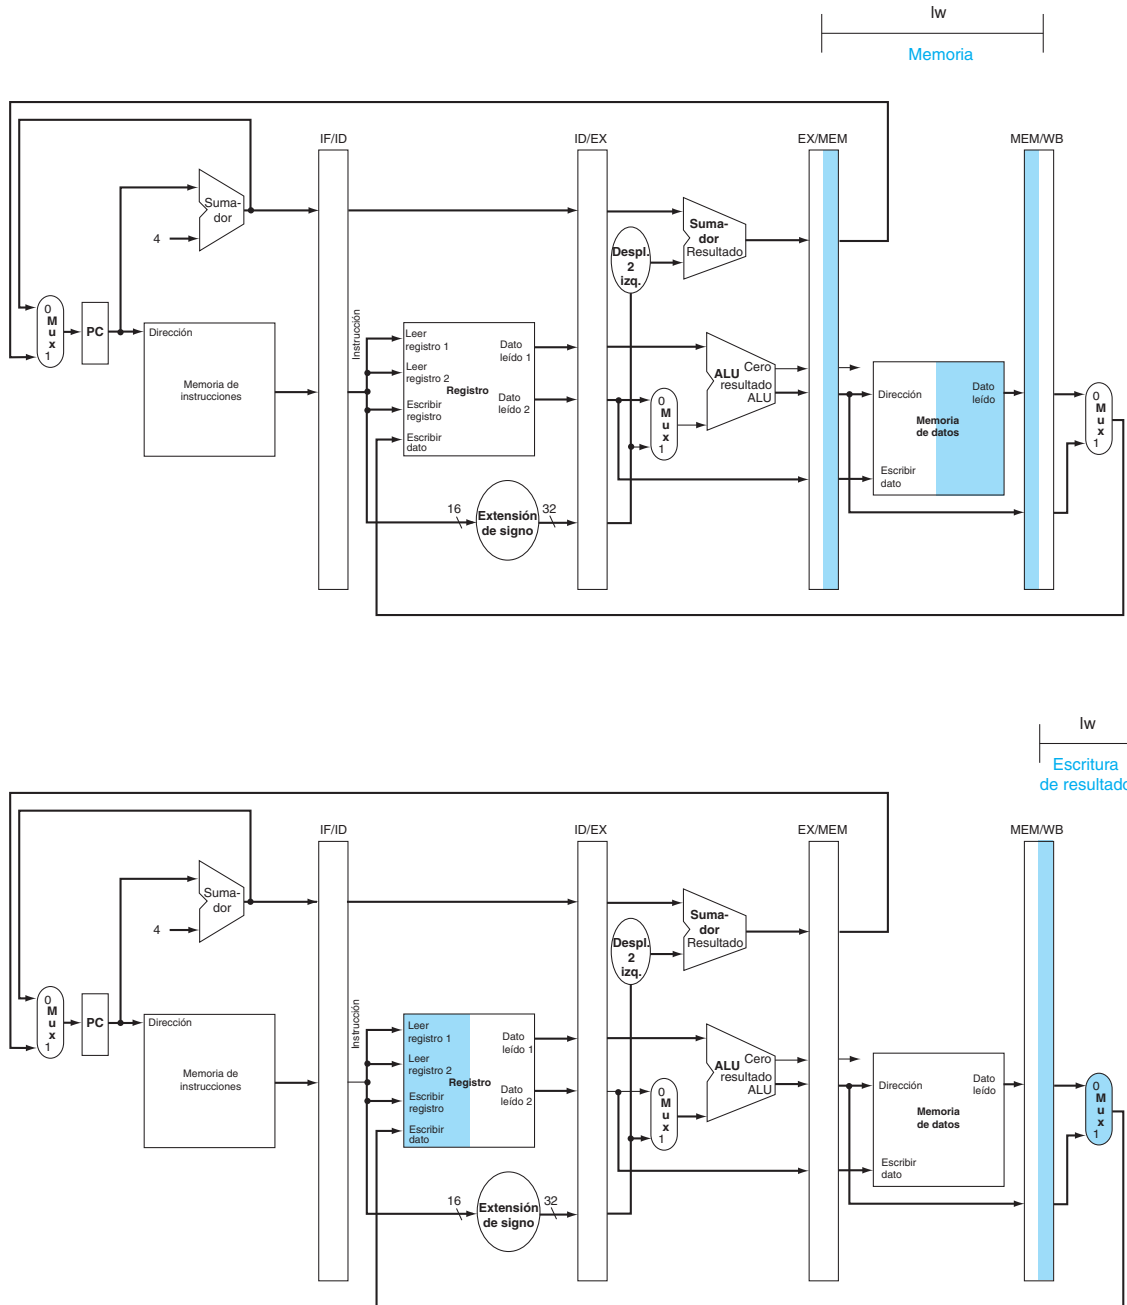 lw
Memoria
IF/ID
ID/EX
EX/MEM
MEM/WB
Suma-
dor
4
Suma-
dor
Resultado
Despl.
2
izq.
0
M
u
x
1
PC
Dirección
Memoria de
instrucciones
Instrucción
Leer
registro 1
Leer
registro 2
Escribir
registro
Escribir
dato
Registro
Dato
leído 1
Dato
leído 2
0
M
u
x
1
ALU
Cero
resultado
ALU
Dirección
Dato
leído
Memoria
de datos
Escribir
dato
0
M
u
x
1
16
Extensión
de signo
32
lw
Escritura
de resultado
IF/ID
ID/EX
EX/MEM
MEM/WB
Suma-
dor
4
Suma-
dor
Resultado
Despl.
2
izq.
0
M
u
x
1
PC
Dirección
Memoria de
instrucciones
Instrucción
Leer
registro 1
Leer
registro 2
Escribir
registro
Escribir
dato
Registro
Dato
leído 1
Dato
leído 2
0
M
u
x
1
ALU
Cero
resultado
ALU
Dirección
Dato
leído
Memoria
de datos
Escribir
dato
0
M
u
x
1
16
Extensión
de signo
32